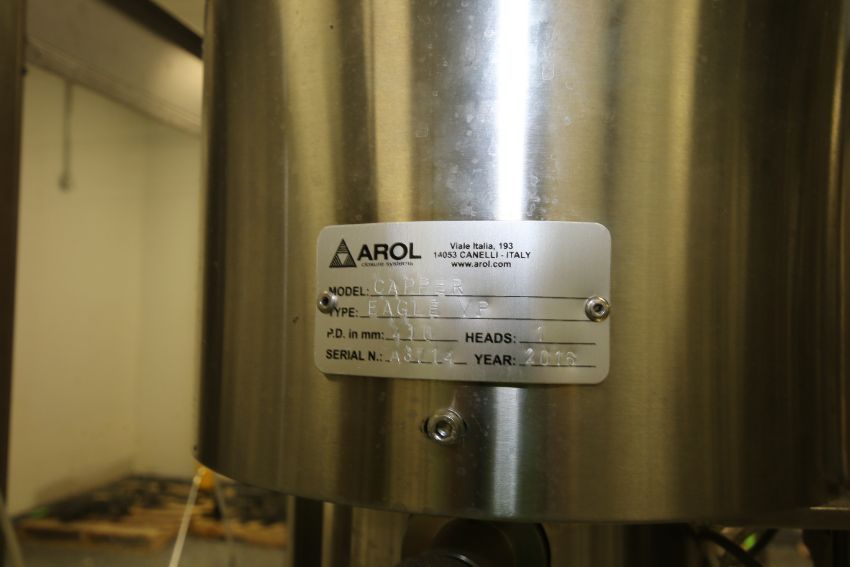 AROL
closure systems
Viale Italia, 193
14053 CANELLI - ITALY
www.arol.com
MODEL: CAPPER
TYPE: EAGLE VP
P.D. in mm: HEADS: 1
SERIAL N.: YEAR: 2016